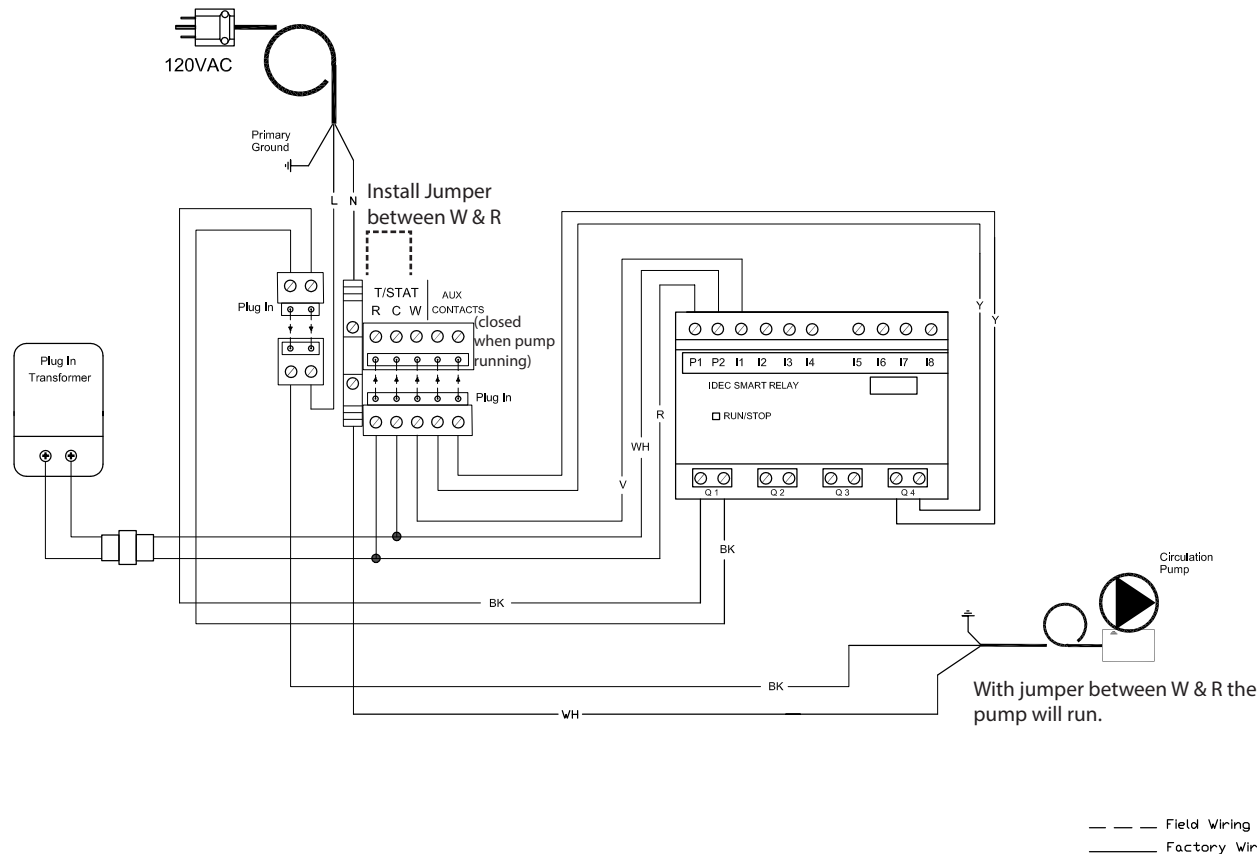 120VAC
Primary
Ground
L N
Install Jumper
between W & R
Plug In
T/STAT
R C W
AUX
CONTACTS
(closed
when pump
running)
Plug In
Plug In
Transformer
R
WH
V
Y
Y
P1 P2 I1 I2 I3 I4 I5 I6 I7 I8
IDEC SMART RELAY
RUN/STOP
Q 1 Q 2 Q 3 Q 4
BK
BK
BK
WH
Circulation
Pump
With jumper between W & R the
pump will run.
Field Wiring
Factory Wir